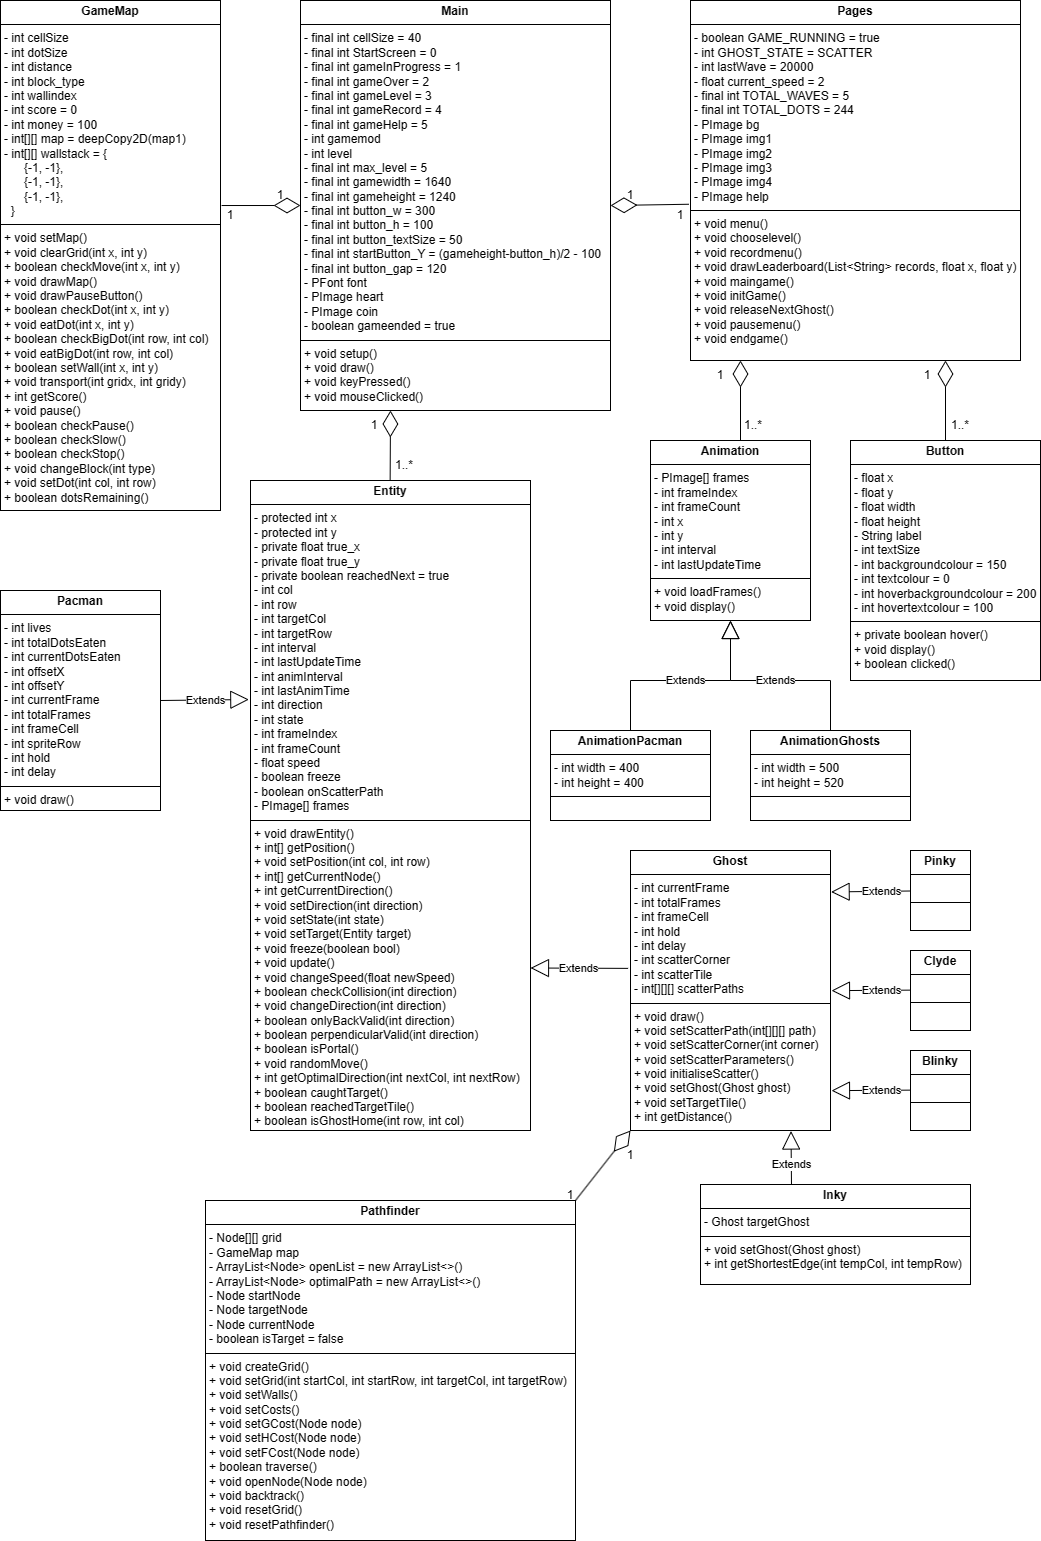 GameMap
- int cellSize
- int dotSize
- int distance
- int block_type
- int wallindex
- int score = 0
- int money = 100
- int[][] map = deepCopy2D(map1)
- int[][] wallstack = {
{-1, -1},
{-1, -1},
{-1, -1},
}
+ void setMap()
+ void clearGrid(int x, int y)
+ boolean checkMove(int x, int y)
+ void drawMap()
+ void drawPauseButton()
+ boolean checkDot(int x, int y)
+ void eatDot(int x, int y)
+ boolean checkBigDot(int row, int col)
+ void eatBigDot(int row, int col)
+ boolean setWall(int x, int y)
+ void transport(int gridx, int gridy)
+ int getScore()
+ void pause()
+ boolean checkPause()
+ boolean checkSlow()
+ boolean checkStop()
+ void changeBlock(int type)
+ void setDot(int col, int row)
+ boolean dotsRemaining()
1
1
Main
- final int cellSize = 40
- final int StartScreen = 0
- final int gameInProgress = 1
- final int gameOver = 2
- final int gameLevel = 3
- final int gameRecord = 4
- final int gameHelp = 5
- int gamemod
- int level
- final int max_level = 5
- final int gamewidth = 1640
- final int gameheight = 1240
- final int button_w = 300
- final int button_h = 100
- final int button_textSize = 50
- final int startButton_Y = (gameheight-button_h)/2 - 100
- final int button_gap = 120
- PFont font
- PImage heart
- PImage coin
- boolean gameended = true
+ void setup()
+ void draw()
+ void keyPressed()
+ void mouseClicked()
1
1
Pages
- boolean GAME_RUNNING = true
- int GHOST_STATE = SCATTER
- int lastWave = 20000
- float current_speed = 2
- final int TOTAL_WAVES = 5
- final int TOTAL_DOTS = 244
- PImage bg
- PImage img1
- PImage img2
- PImage img3
- PImage img4
- PImage help
+ void menu()
+ void chooselevel()
+ void recordmenu()
+ void drawLeaderboard(List<String> records, float x, float y)
+ void maingame()
+ void initGame()
+ void releaseNextGhost()
+ void pausemenu()
+ void endgame()
1
1..*
1
1..*
1
1..*
Animation
- PImage[] frames
- int frameIndex
- int frameCount
- int x
- int y
- int interval
- int lastUpdateTime
+ void loadFrames()
+ void display()
Button
- float x
- float y
- float width
- float height
- String label
- int textSize
- int backgroundcolour = 150
- int textcolour = 0
- int hoverbackgroundcolour = 200
- int hovertextcolour = 100
+ private boolean hover()
+ void display()
+ boolean clicked()
Extends
Extends
AnimationPacman
- int width = 400
- int height = 400
AnimationGhosts
- int width = 500
- int height = 520
Pacman
- int lives
- int totalDotsEaten
- int currentDotsEaten
- int offsetX
- int offsetY
- int currentFrame
- int totalFrames
- int frameCell
- int spriteRow
- int hold
- int delay
+ void draw()
Extends
Entity
- protected int x
- protected int y
- private float true_x
- private float true_y
- private boolean reachedNext = true
- int col
- int row
- int targetCol
- int targetRow
- int interval
- int lastUpdateTime
- int animInterval
- int lastAnimTime
- int direction
- int state
- int frameIndex
- int frameCount
- float speed
- boolean freeze
- boolean onScatterPath
- PImage[] frames
+ void drawEntity()
+ int[] getPosition()
+ void setPosition(int col, int row)
+ int[] getCurrentNode()
+ int getCurrentDirection()
+ void setDirection(int direction)
+ void setState(int state)
+ void setTarget(Entity target)
+ void freeze(boolean bool)
+ void update()
+ void changeSpeed(float newSpeed)
+ boolean checkCollision(int direction)
+ void changeDirection(int direction)
+ boolean onlyBackValid(int direction)
+ boolean perpendicularValid(int direction)
+ boolean isPortal()
+ void randomMove()
+ int getOptimalDirection(int nextCol, int nextRow)
+ boolean caughtTarget()
+ boolean reachedTargetTile()
+ boolean isGhostHome(int row, int col)
Extends
Ghost
- int currentFrame
- int totalFrames
- int frameCell
- int hold
- int delay
- int scatterCorner
- int scatterTile
- int[][][] scatterPaths
+ void draw()
+ void setScatterPath(int[][][] path)
+ void setScatterCorner(int corner)
+ void setScatterParameters()
+ void initialiseScatter()
+ void setGhost(Ghost ghost)
+ void setTargetTile()
+ int getDistance()
Extends
Pinky
Extends
Clyde
Extends
Blinky
Extends
Inky
- Ghost targetGhost
+ void setGhost(Ghost ghost)
+ int getShortestEdge(int tempCol, int tempRow)
1
1
Pathfinder
- Node[][] grid
- GameMap map
- ArrayList<Node> openList = new ArrayList<>()
- ArrayList<Node> optimalPath = new ArrayList<>()
- Node startNode
- Node targetNode
- Node currentNode
- boolean isTarget = false
+ void createGrid()
+ void setGrid(int startCol, int startRow, int targetCol, int targetRow)
+ void setWalls()
+ void setCosts()
+ void setGCost(Node node)
+ void setHCost(Node node)
+ void setFCost(Node node)
+ boolean traverse()
+ void openNode(Node node)
+ void backtrack()
+ void resetGrid()
+ void resetPathfinder()